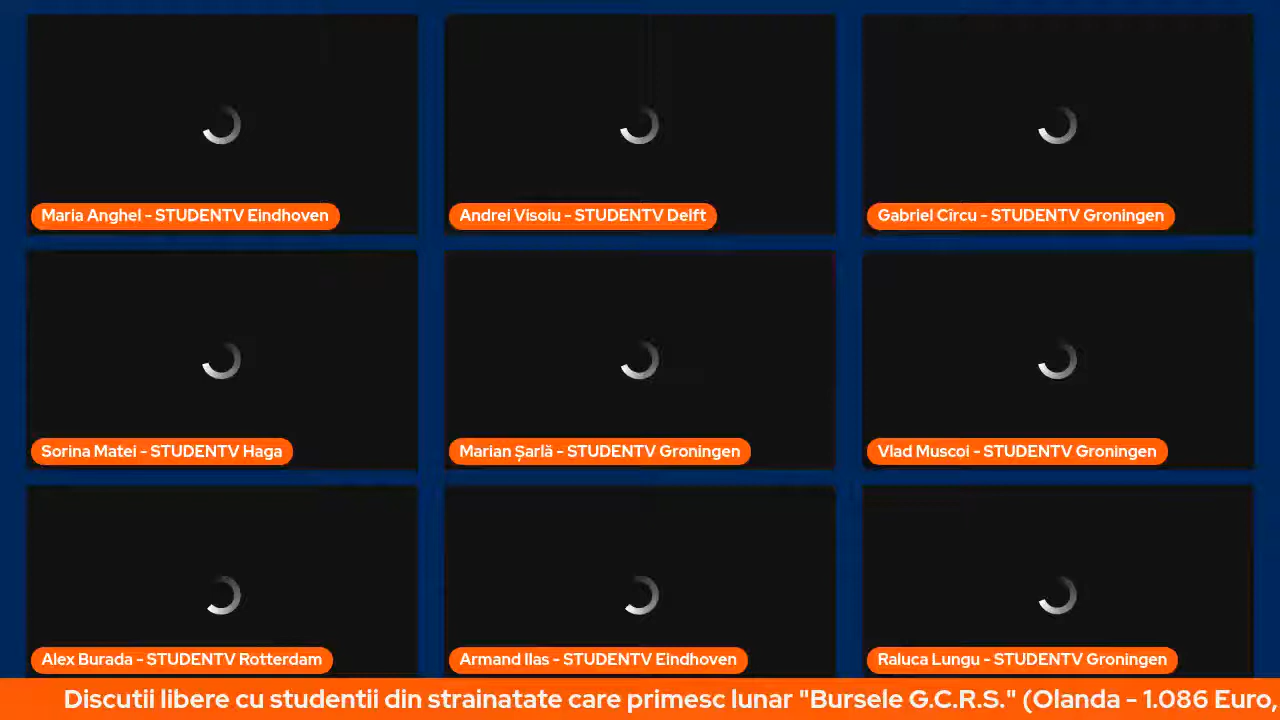 Maria Anghel - STUDENTV Eindhoven
Andrei Visoiu - STUDENTV Delft
Gabriel Cîrcu - STUDENTV Groningen
Sorina Matei - STUDENTV Haga
Marian Șarlă - STUDENTV Groningen
Vlad Muscoi - STUDENTV Groningen
Alex Burada - STUDENTV Rotterdam
Armand Ilas - STUDENTV Eindhoven
Raluca Lungu - STUDENTV Groningen
Discutii libere cu studentii din strainatate care primesc lunar "Bursele G.C.R.S." (Olanda - 1.086 Euro,